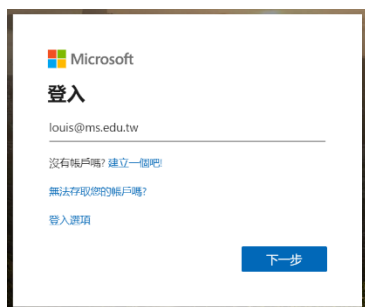 Microsoft
登入
louis@ms.edu.tw
沒有帳戶嗎? 建立一個吧!
無法存取您的帳戶嗎?
登入選項
下一步